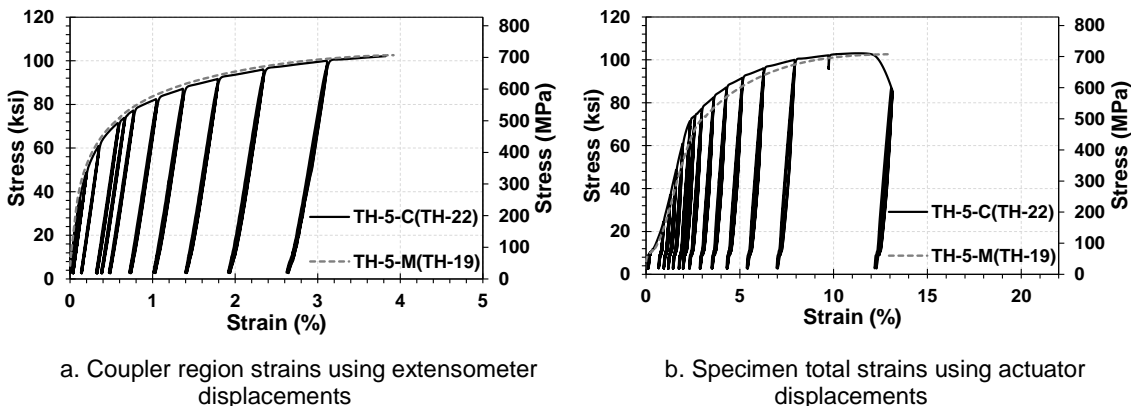 120
100
80
60
40
20
0
Stress (ksi)
800
700
600
500
400
300
200
100
0
Stress (MPa)
TH-5-C(TH-22)
TH-5-M(TH-19)
0 1 2 3 4 5
Strain (%)
a. Coupler region strains using extensometer
displacements
120
100
80
60
40
20
0
Stress (ksi)
800
700
600
500
400
300
200
100
0
Stress (MPa)
TH-5-C(TH-22)
TH-5-M(TH-19)
0 5 10 15 20
Strain (%)
b. Specimen total strains using actuator
displacements